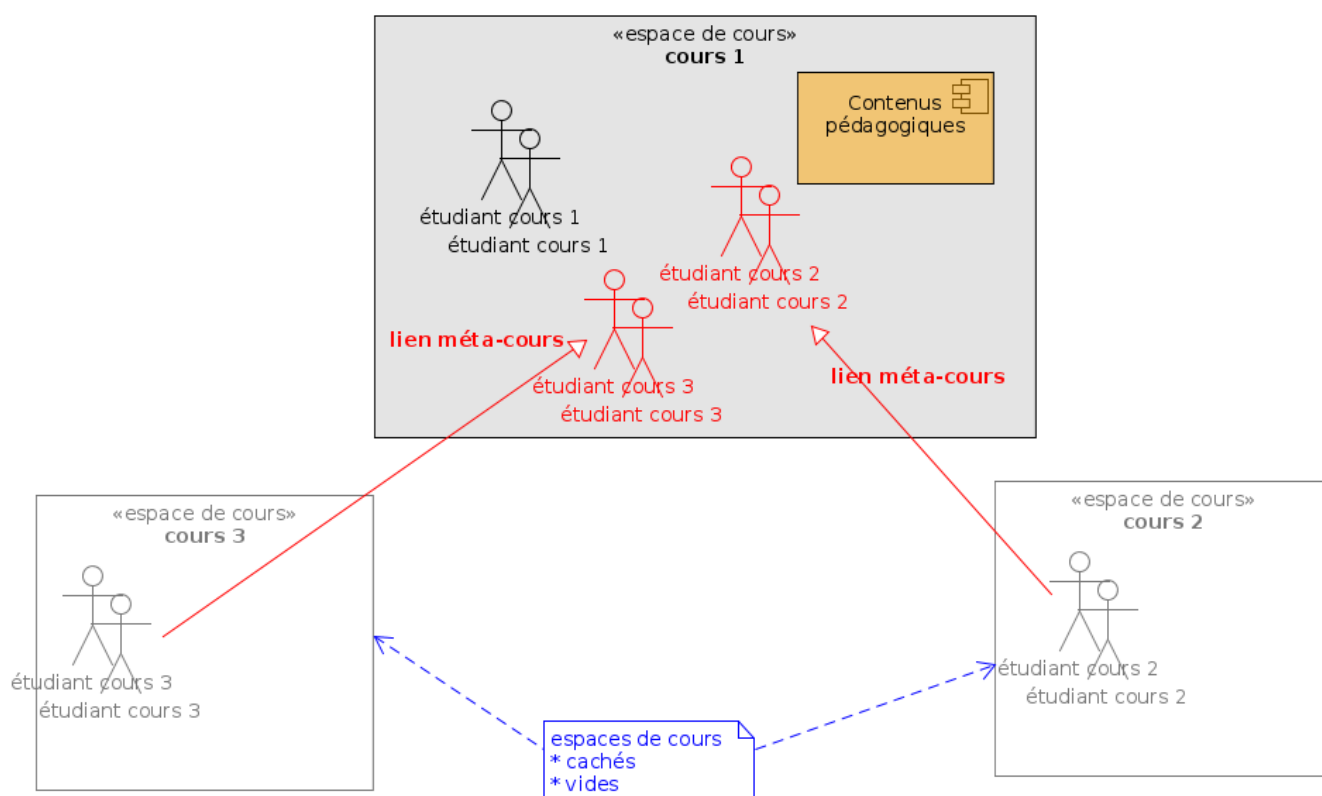 «espace de cours»
cours 1
Contenus
pédagogiques
étudiant cours 1
étudiant cours 1
étudiant cours 2
étudiant cours 2
lien méta-cours
lien méta-cours
étudiant cours 3
étudiant cours 3
«espace de cours»
cours 3
étudiant cours 3
étudiant cours 3
«espace de cours»
cours 2
étudiant cours 2
étudiant cours 2
espaces de cours
* cachés
* vides